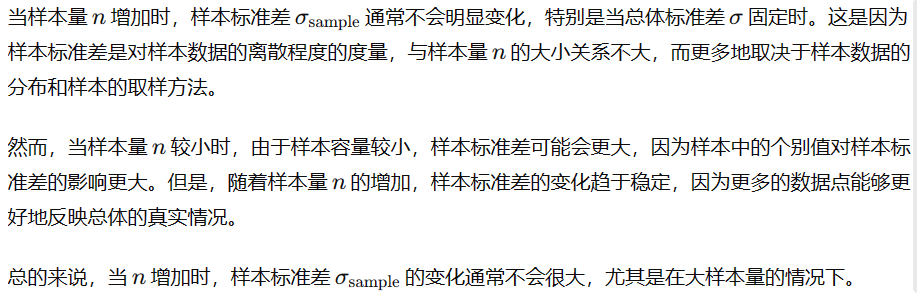 当样本量 n 增加时，样本标准差 σ_sample 通常不会明显变化，特别是当总体标准差 σ 固定时。这是因为
样本标准差是对样本数据的离散程度的度量，与样本量 n 的大小关系不大，而更多地取决于样本数据的
分布和样本的取样方法。
然而，当样本量 n 较小时，由于样本容量较小，样本标准差可能会更大，因为样本中的个别值对样本标
准差的影响更大。但是，随着样本量 n 的增加，样本标准差的变化趋于稳定，因为更多的数据点能够更
好地反映总体的真实情况。
总的来说，当 n 增加时，样本标准差 σ_sample 的变化通常不会很大，尤其是在大样本量的情况下。